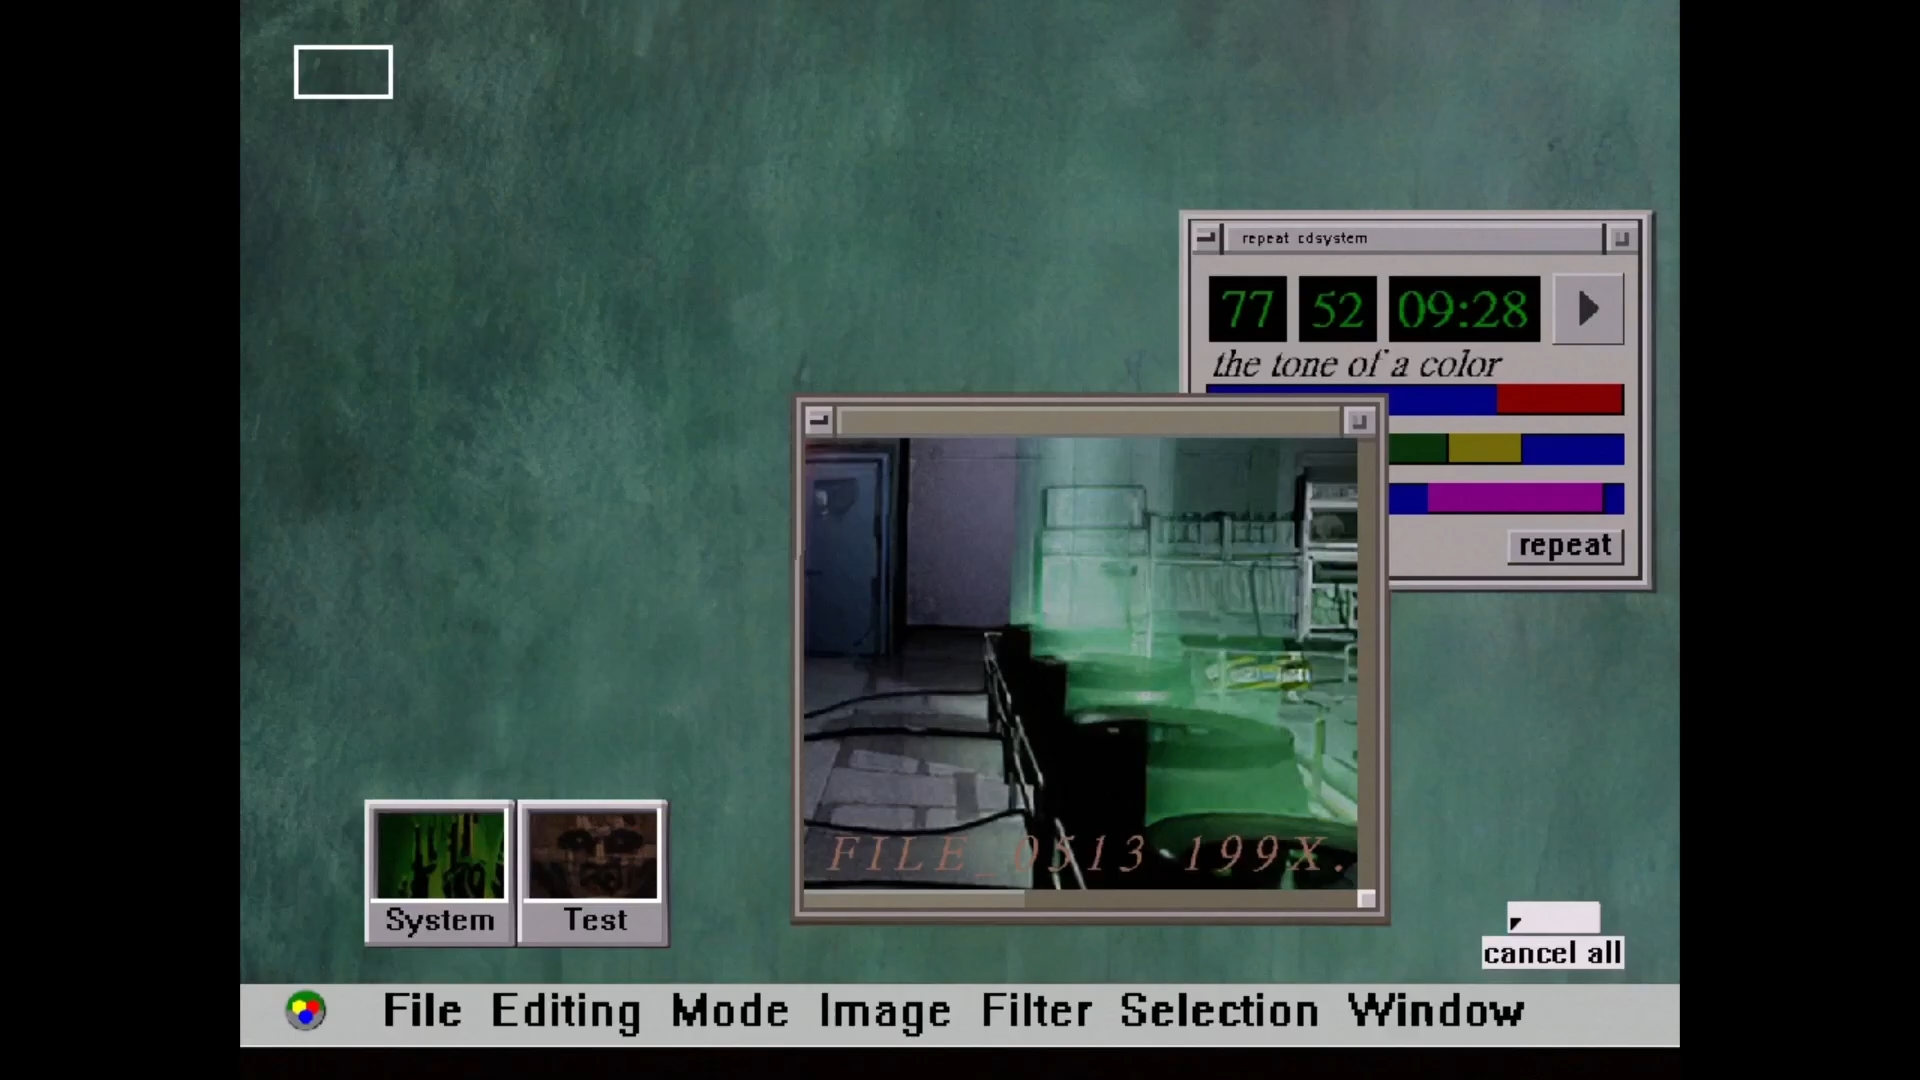 repeat cdsystem
77 52 09:28
the tone of a color
repeat
FILE_0513 199X.
System Test
cancel all
File Editing Mode Image Filter Selection Window